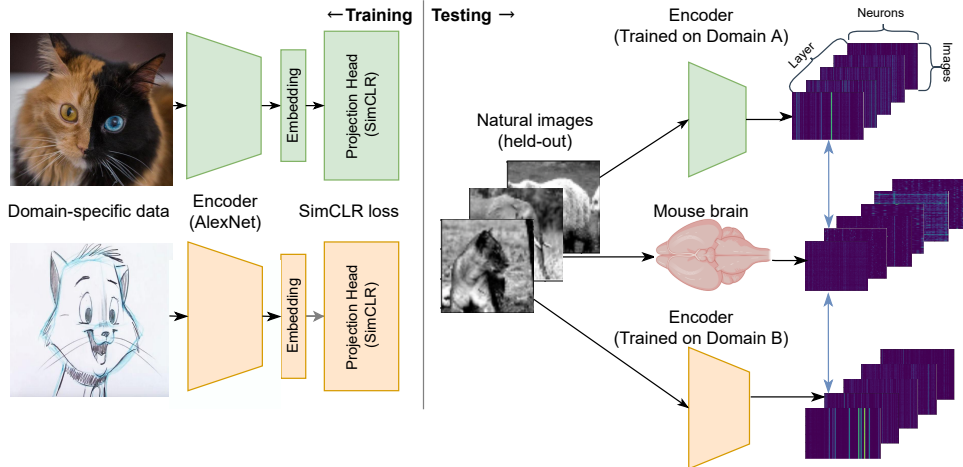 ← Training
Testing →
Embedding
Projection Head
(SimCLR)
Domain-specific data
Encoder
(AlexNet)
SimCLR loss
Embedding
Projection Head
(SimCLR)
Natural images
(held-out)
Encoder
(Trained on Domain A)
Neurons
Layer
Images
Mouse brain
Encoder
(Trained on Domain B)